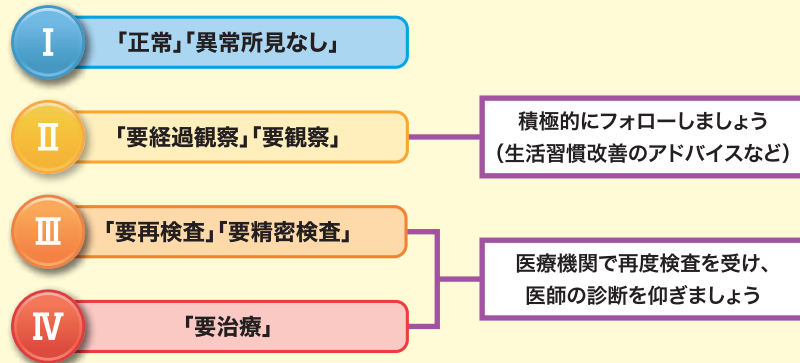 I
「正常」「異常所見なし」
II
「要経過観察」「要観察」
積極的にフォローしましょう
（生活習慣改善のアドバイスなど）
III
「要再検査」「要精密検査」
医療機関で再度検査を受け、
医師の診断を仰ぎましょう
IV
「要治療」